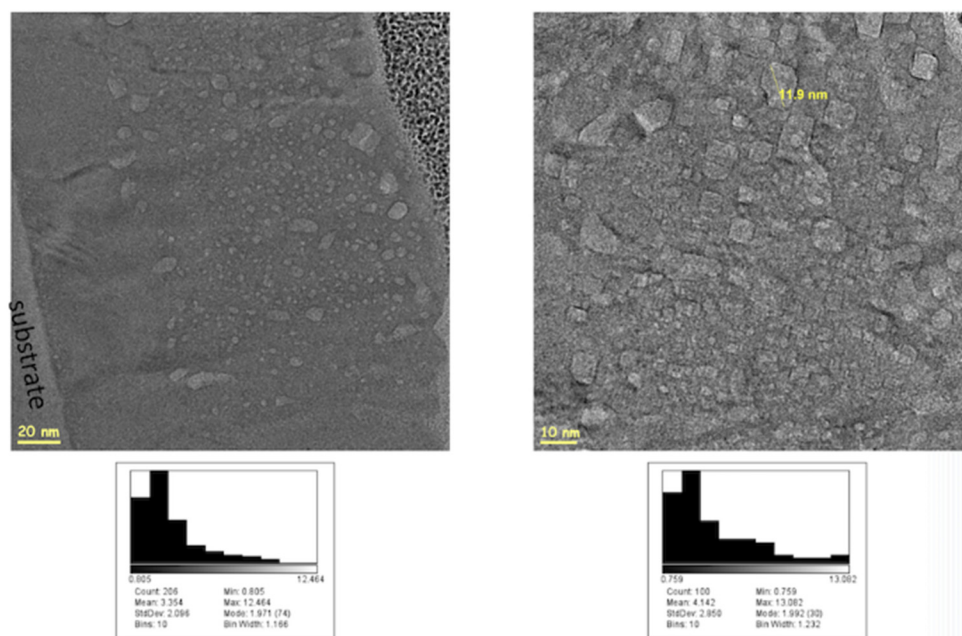 substrate
20 nm
11.9 nm
10 nm
0.805 12.464
Count: 206 Min: 0.805
Mean: 3.354 Max: 12.464
StdDev: 2.096 Mode: 1.971 (74)
Bins: 10 Bin Width: 1.166
0.759 13.082
Count: 100 Min: 0.759
Mean: 4.142 Max: 13.082
StdDev: 2.850 Mode: 1.992 (30)
Bins: 10 Bin Width: 1.232